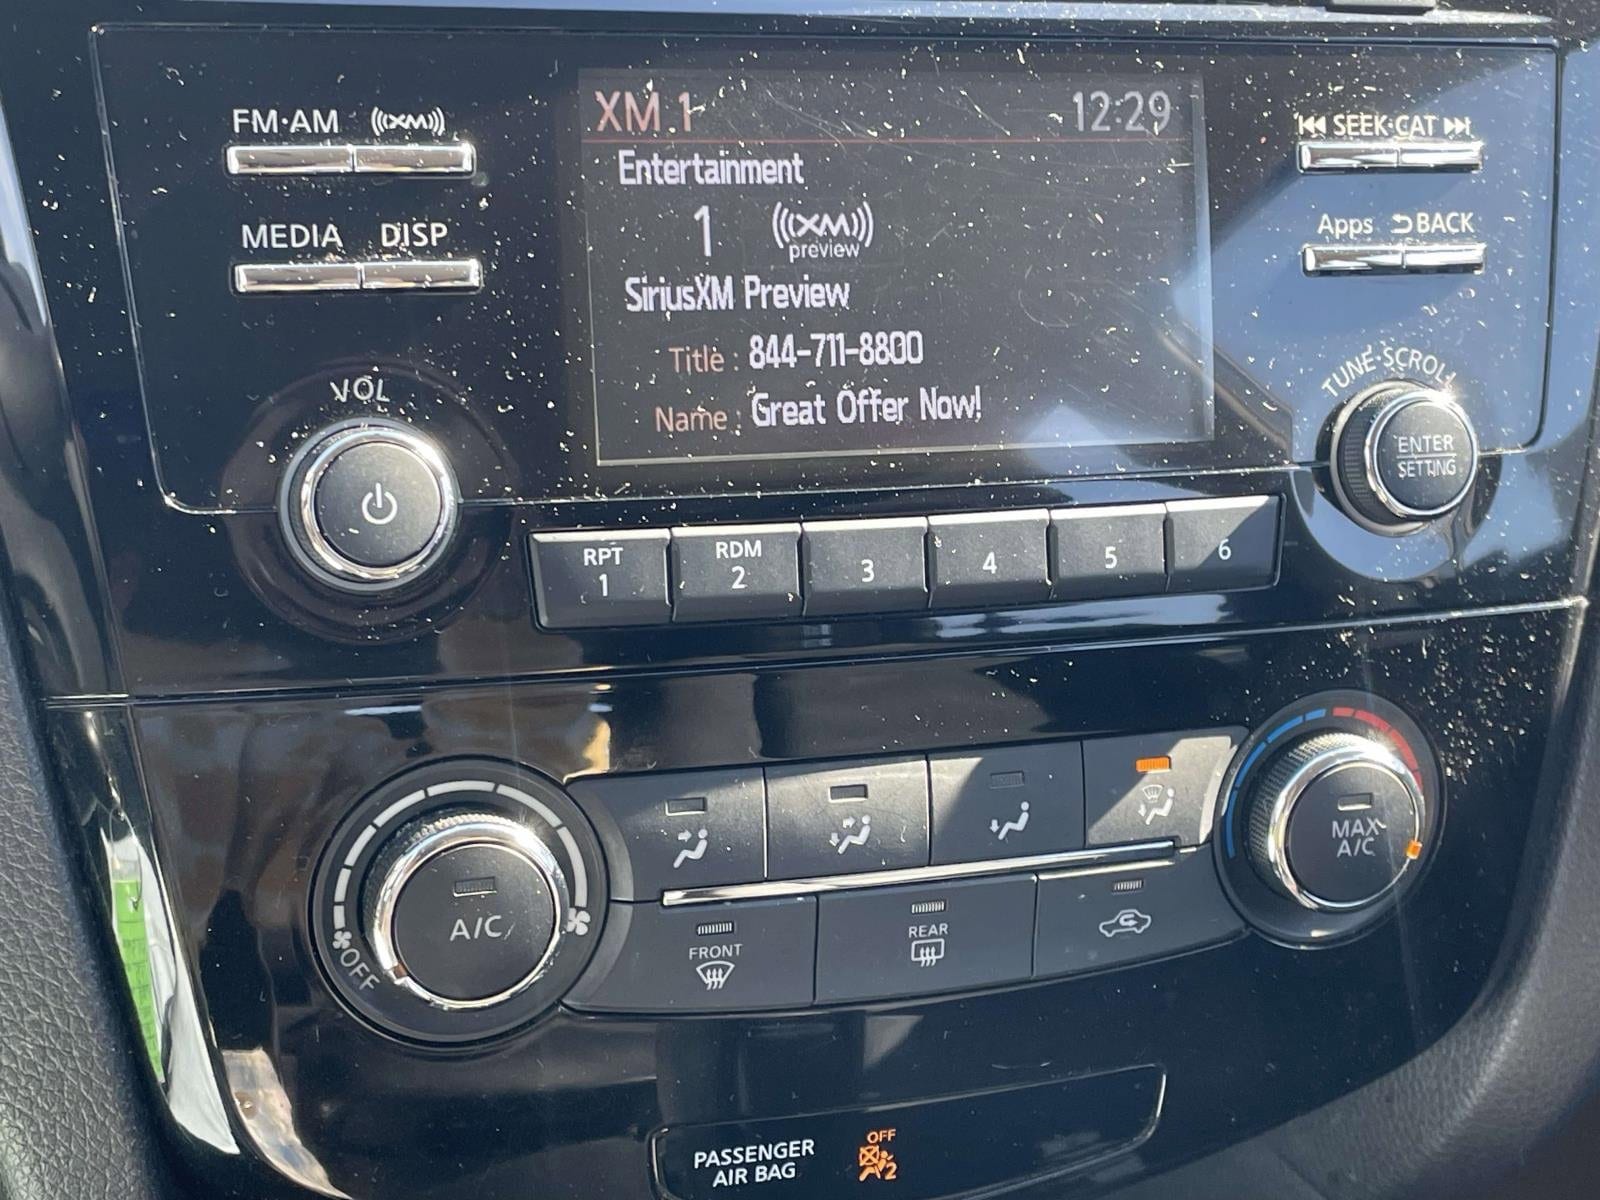 FM·AM (((XM)))
MEDIA DISP
VOL
XM 1 12:29
Entertainment
1 (((XM)))
preview
SiriusXM Preview
Title : 844-711-8800
Name : Great Offer Now!
SEEK·CAT
Apps BACK
TUNE·SCROLL
ENTER
SETTING
RPT
1
RDM
2
3
4
5
6
A/C
OFF
FRONT
REAR
MAX
A/C
PASSENGER
AIR BAG
OFF
2